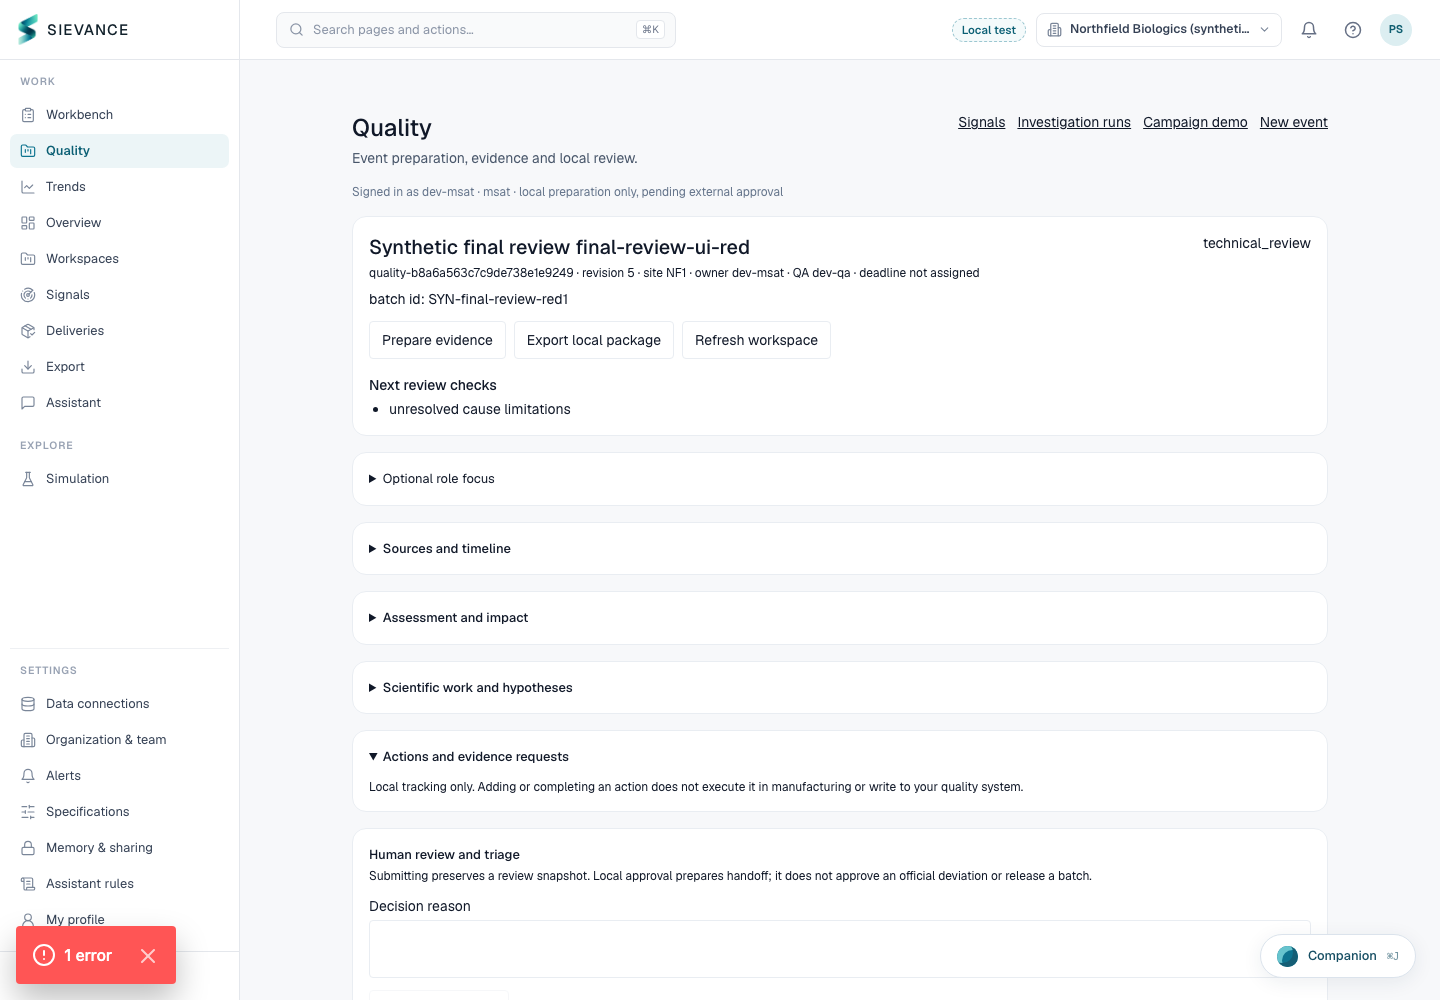 SIEVANCE
Search pages and actions...
⌘K
Local test
Northfield Biologics (syntheti...
PS
WORK
Workbench
Quality
Trends
Overview
Workspaces
Signals
Deliveries
Export
Assistant
EXPLORE
Simulation
SETTINGS
Data connections
Organization & team
Alerts
Specifications
Memory & sharing
Assistant rules
My profile
1 error
Quality
Signals Investigation runs Campaign demo New event
Event preparation, evidence and local review.
Signed in as dev-msat · msat · local preparation only, pending external approval
Synthetic final review final-review-ui-red
technical_review
quality-b8a6a563c7c9de738e1e9249 · revision 5 · site NF1 · owner dev-msat · QA dev-qa · deadline not assigned
batch id: SYN-final-review-red1
Prepare evidence Export local package Refresh workspace
Next review checks
• unresolved cause limitations
Optional role focus
Sources and timeline
Assessment and impact
Scientific work and hypotheses
Actions and evidence requests
Local tracking only. Adding or completing an action does not execute it in manufacturing or write to your quality system.
Human review and triage
Submitting preserves a review snapshot. Local approval prepares handoff; it does not approve an official deviation or release a batch.
Decision reason
Companion ⌘J